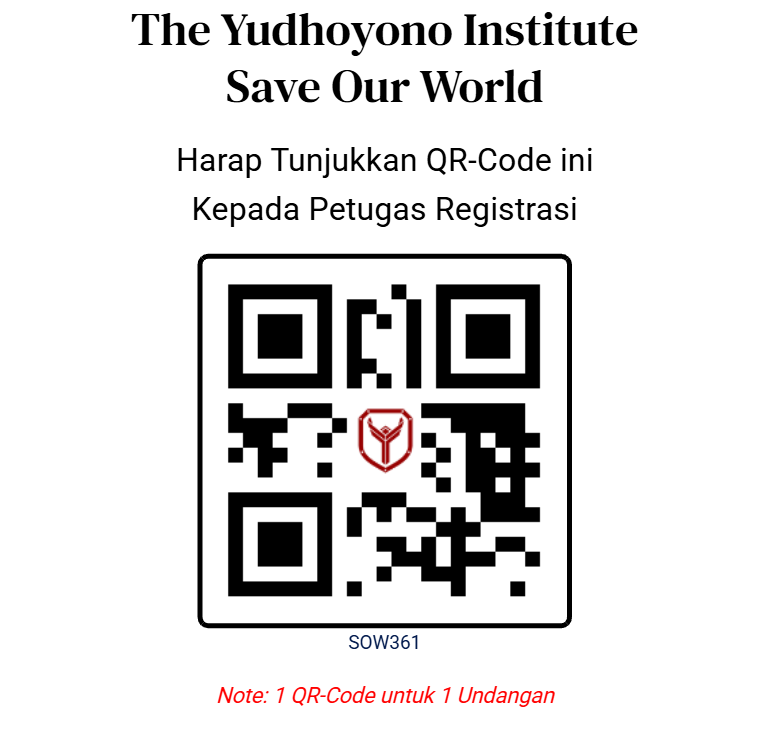 The Yudhoyono Institute
Save Our World
Harap Tunjukkan QR-Code ini
Kepada Petugas Registrasi
SOW361
Note: 1 QR-Code untuk 1 Undangan